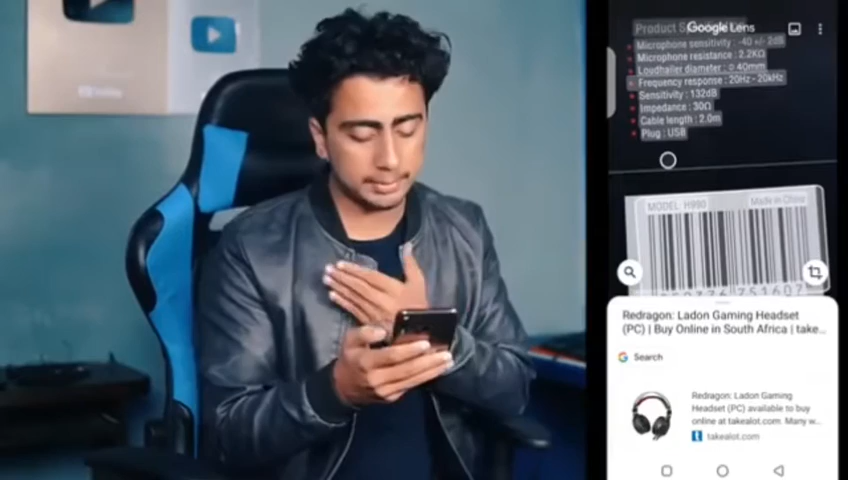 Product S
Google Lens
Microphone sensitivity : -40 +/- 2dB
Microphone resistance : 2.2KΩ
Loudhailer diameter : ⌀ 40mm
Frequency response : 20Hz - 20kHz
Sensitivity : 132dB
Impedance : 30Ω
Cable length : 2.0m
Plug : USB
MODEL: H990
Made in China
751607
Redragon: Ladon Gaming Headset
(PC) | Buy Online in South Africa | take...
Search
Redragon: Ladon Gaming
Headset (PC) available to buy
online at takealot.com. Many w...
t takealot.com